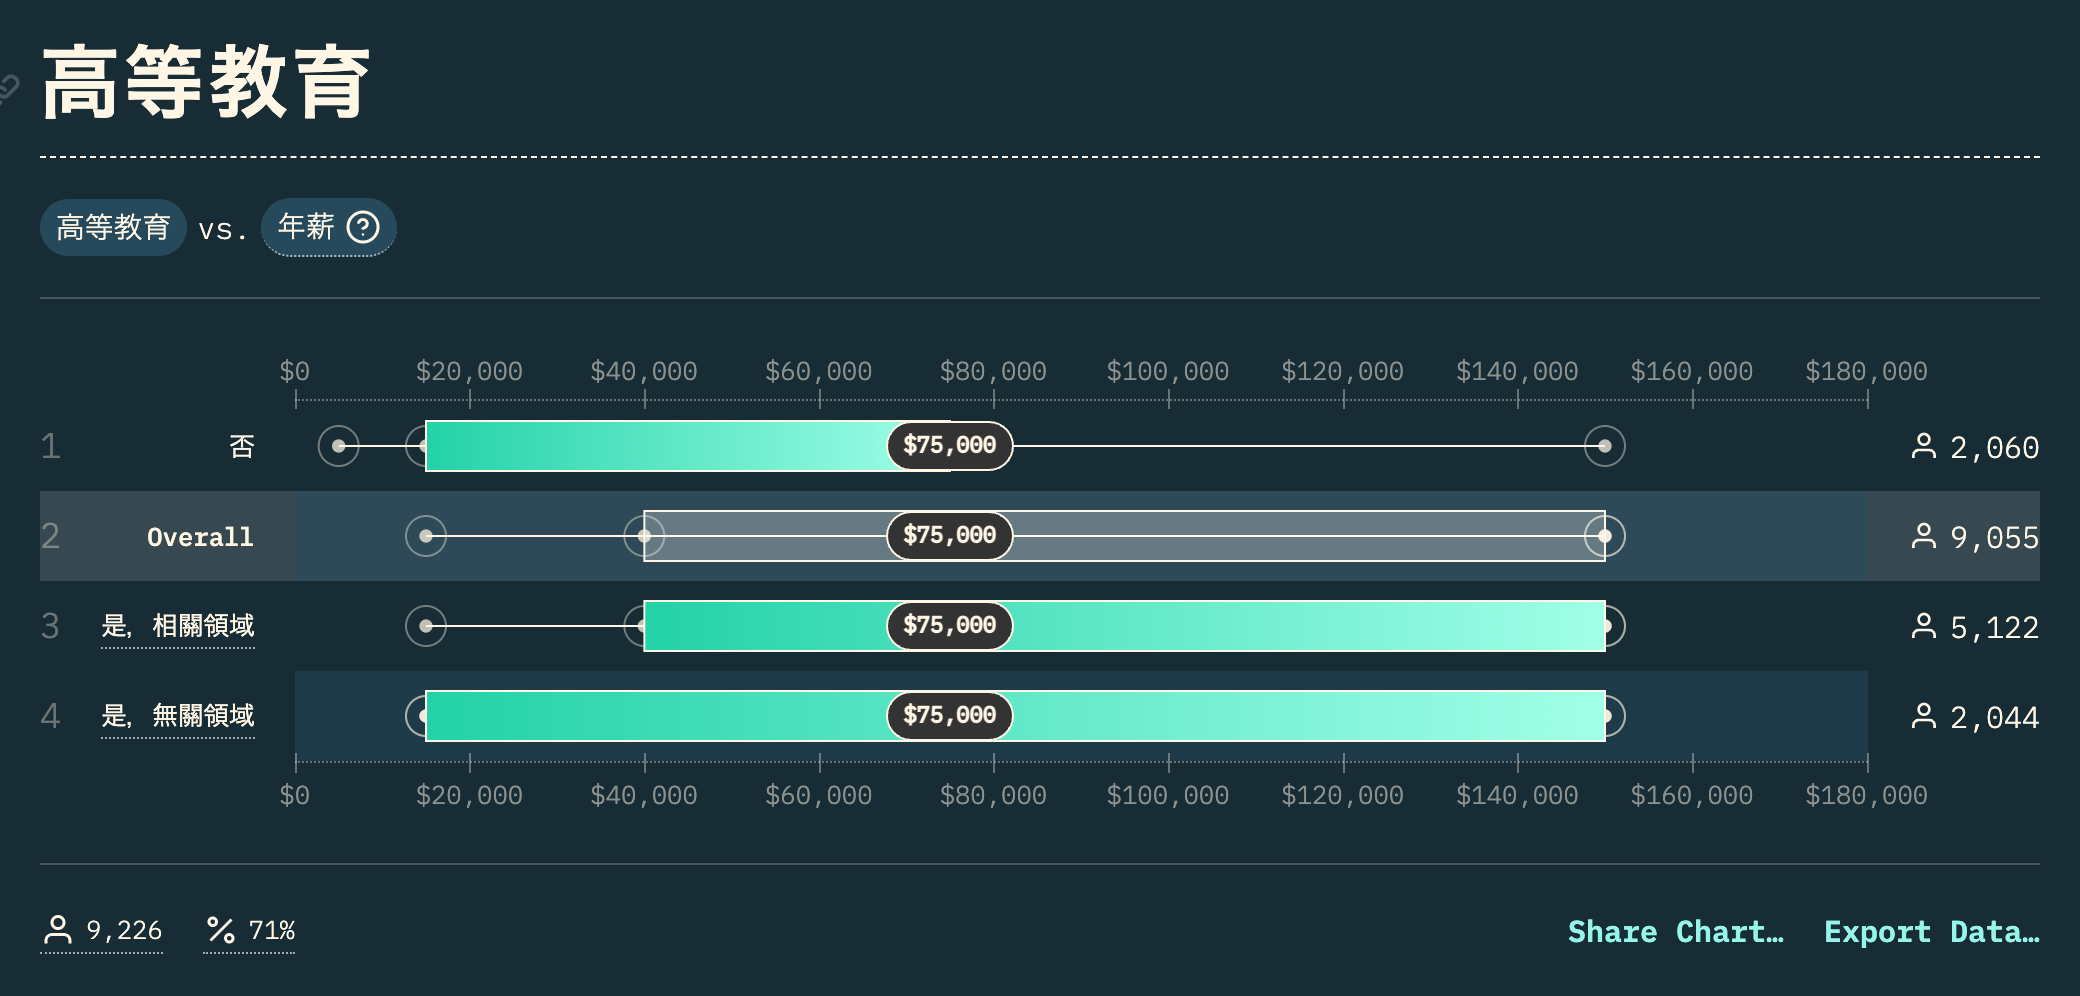 高等教育
高等教育 vs. 年薪
$0 $20,000 $40,000 $60,000 $80,000 $100,000 $120,000 $140,000 $160,000 $180,000
1 否 $75,000 2,060
2 Overall $75,000 9,055
3 是，相關領域 $75,000 5,122
4 是，無關領域 $75,000 2,044
$0 $20,000 $40,000 $60,000 $80,000 $100,000 $120,000 $140,000 $160,000 $180,000
9,226 71% Share Chart… Export Data…